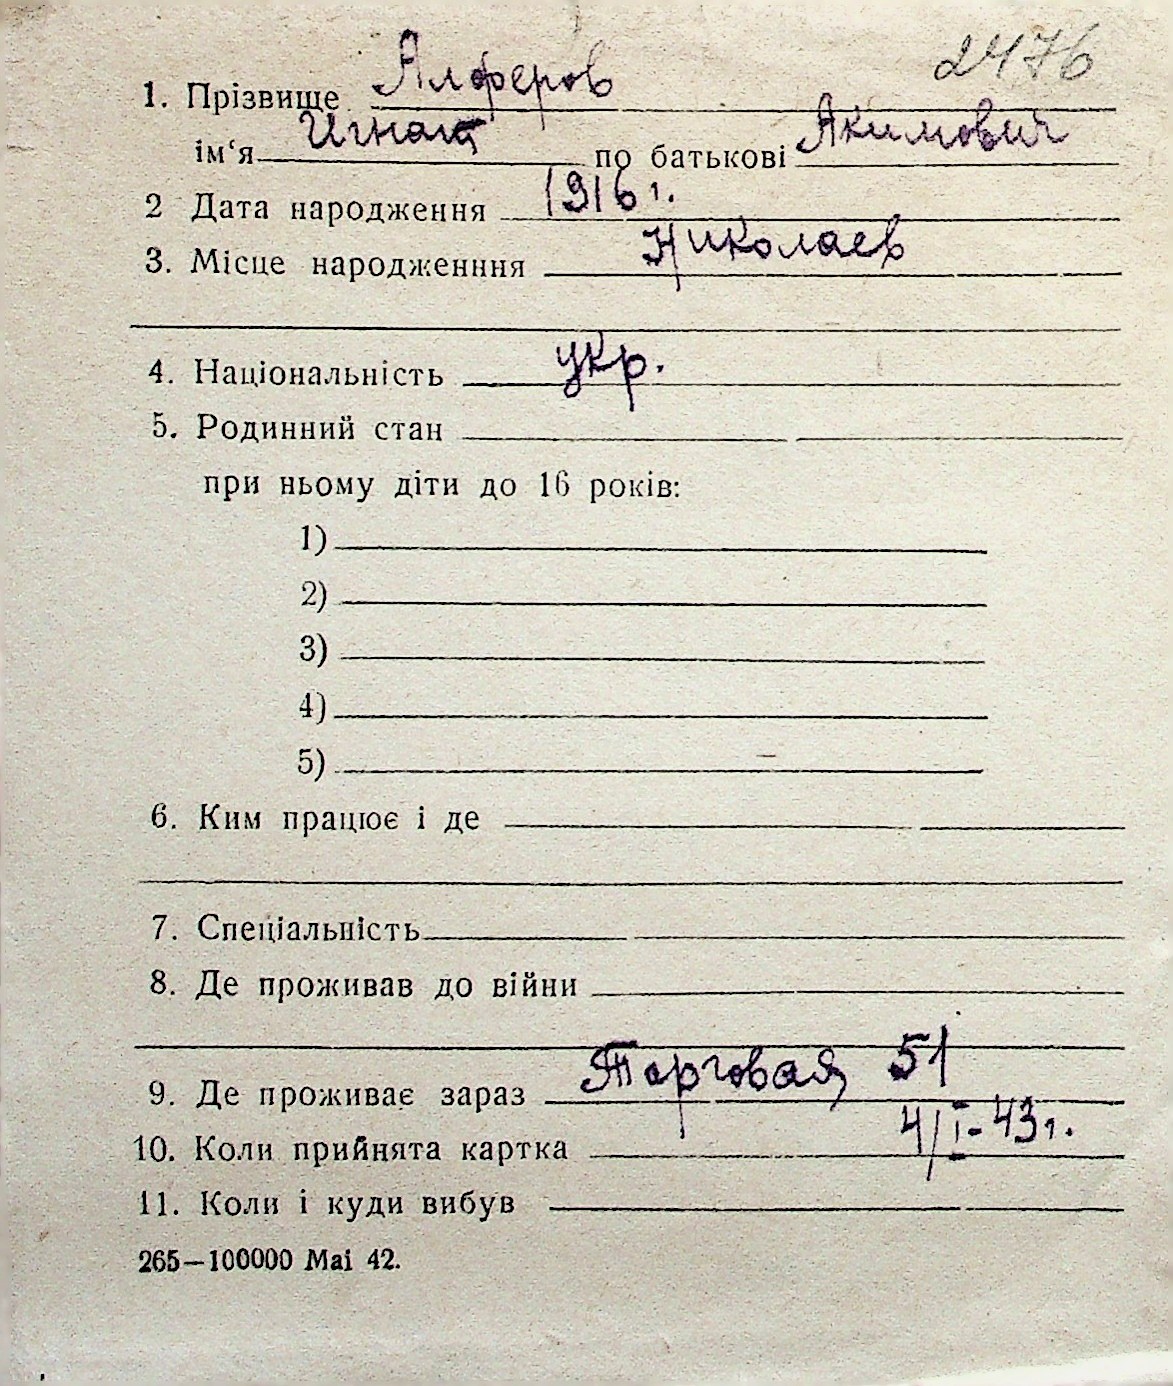 2476
1. Прізвище Алферов
ім‘я Игнат по батькові Якимович
2 Дата народження 1916 г.
3. Місце народженння Николаев
4. Національність укр.
5. Родинний стан
при ньому діти до 16 років:
1)
2)
3)
4)
5)
6. Ким працює і де
7. Спеціальність
8. Де проживав до війни
9. Де проживає зараз Торговая 51
10. Коли прийнята картка 4/I-43 г.
11. Коли і куди вибув
265—100000 Mai 42.